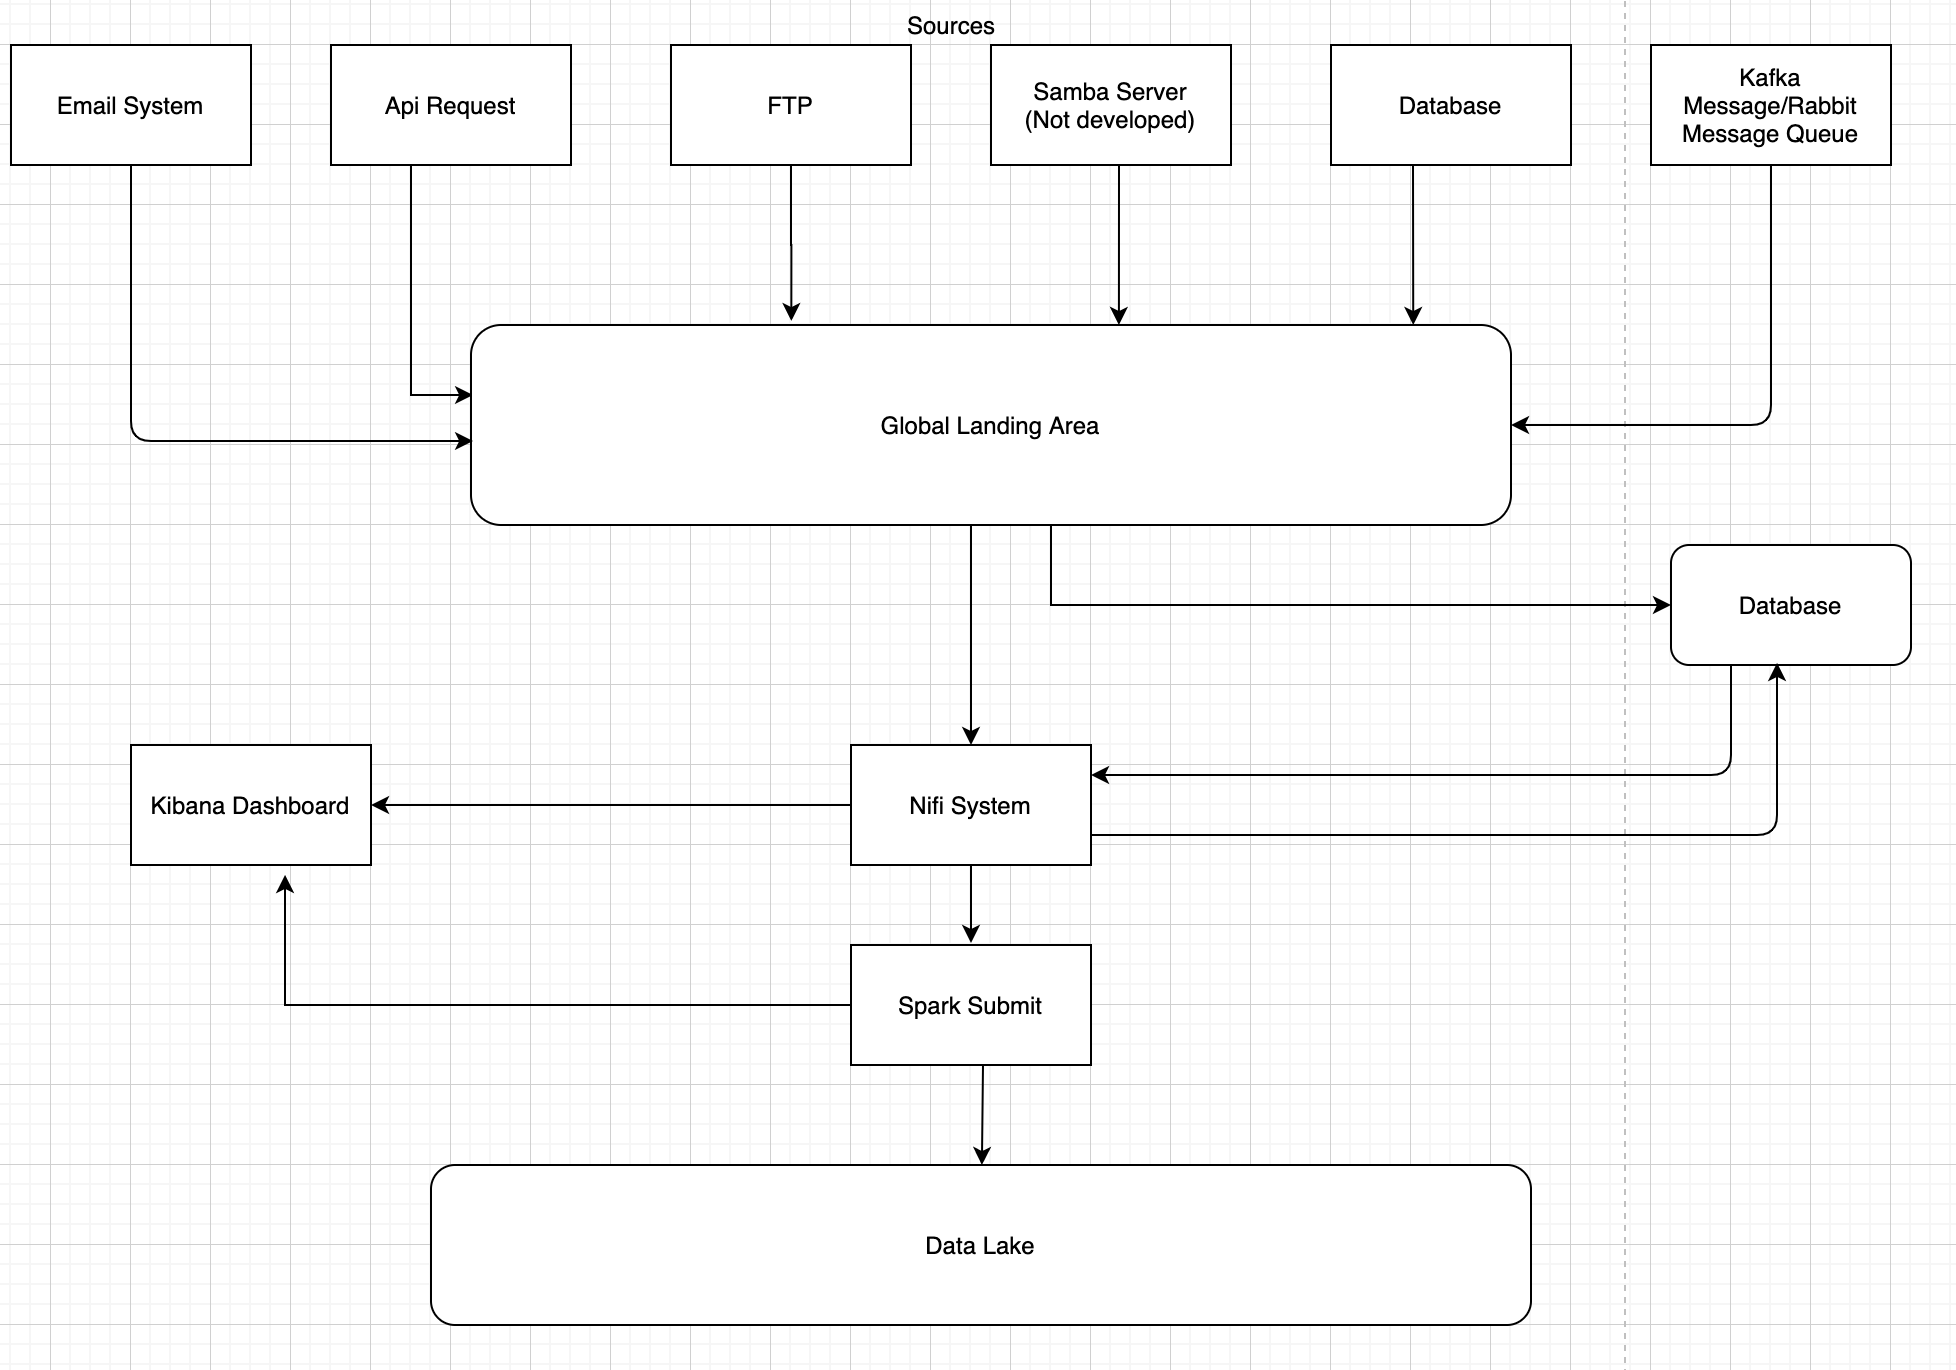 Sources
Email System
Api Request
FTP
Samba Server
(Not developed)
Database
Kafka
Message/Rabbit
Message Queue
Global Landing Area
Database
Kibana Dashboard
Nifi System
Spark Submit
Data Lake